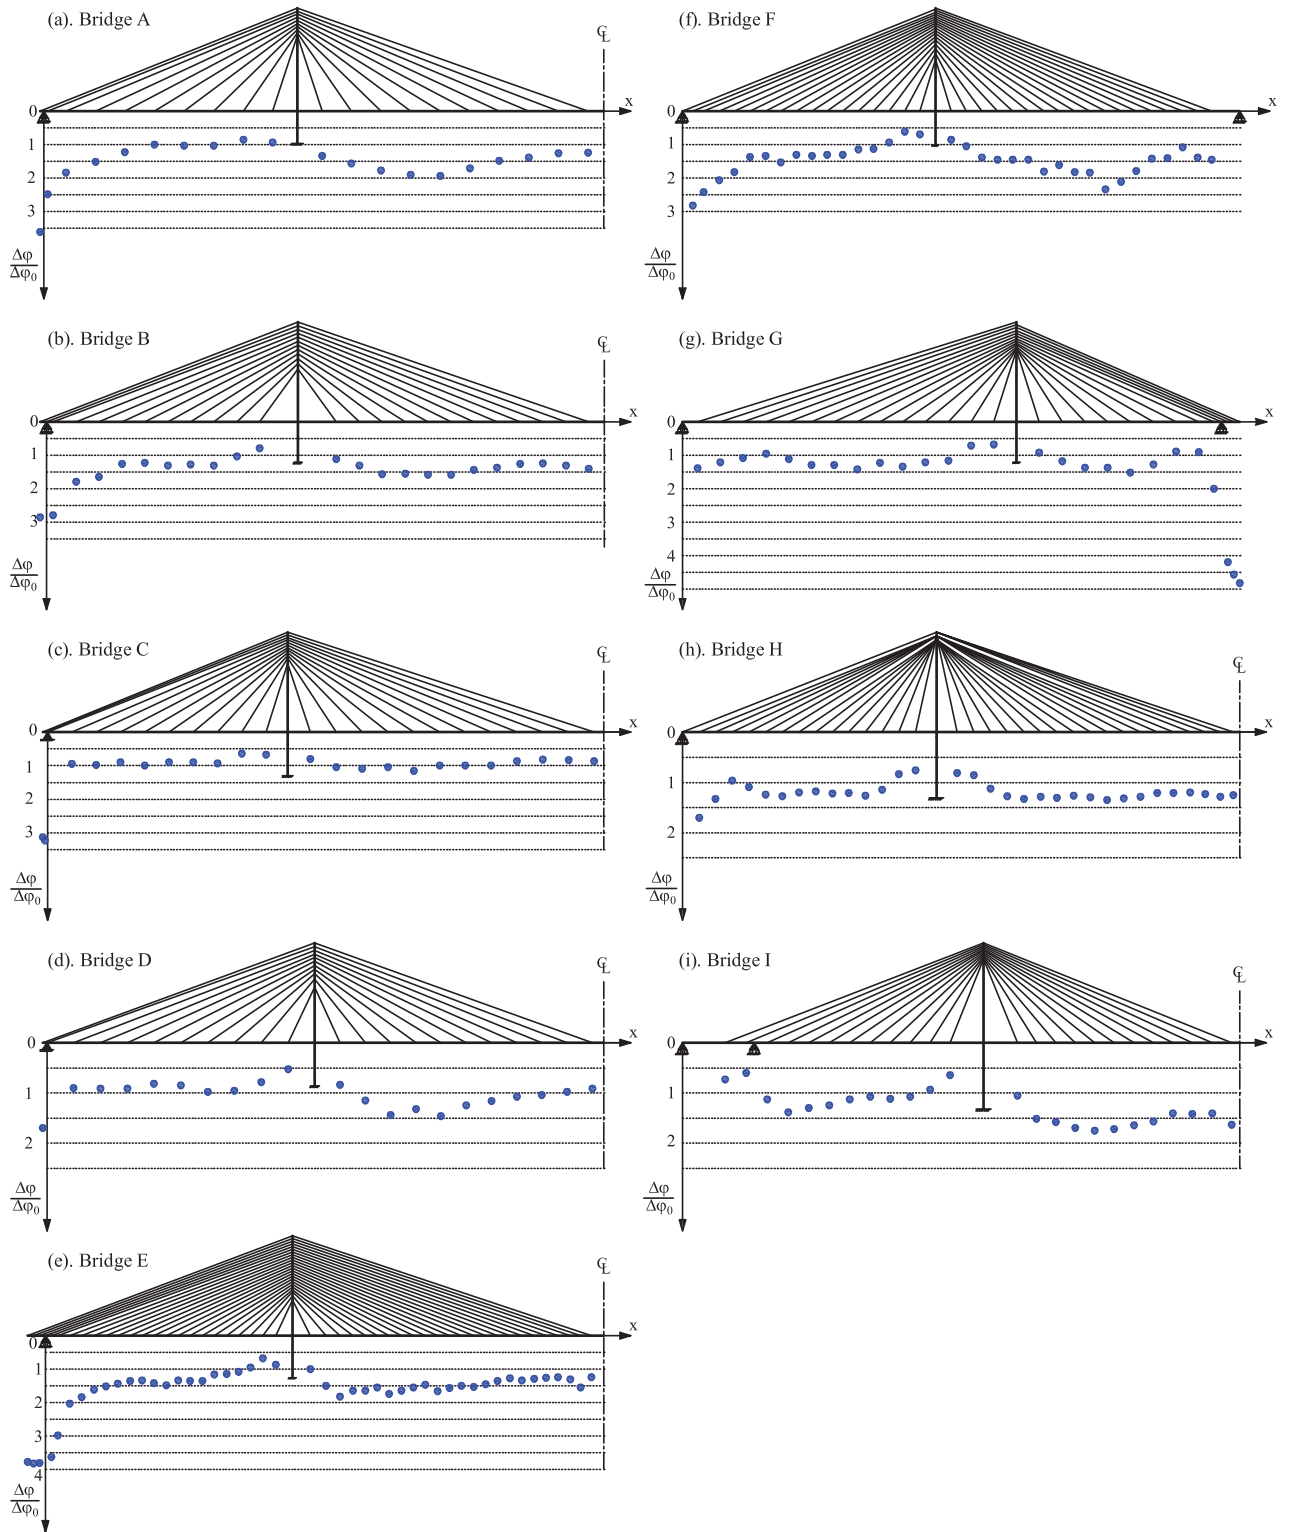 (a). Bridge A
℄
0
x
1
2
3
Δφ
Δφ₀
(b). Bridge B
℄
0
x
1
2
3
Δφ
Δφ₀
(c). Bridge C
℄
0
x
1
2
3
Δφ
Δφ₀
(d). Bridge D
℄
0
x
1
2
Δφ
Δφ₀
(e). Bridge E
℄
0
x
1
2
3
4
Δφ
Δφ₀
(f). Bridge F
0
x
1
2
3
Δφ
Δφ₀
(g). Bridge G
0
x
1
2
3
4
Δφ
Δφ₀
(h). Bridge H
℄
0
x
1
2
Δφ
Δφ₀
(i). Bridge I
℄
0
x
1
2
Δφ
Δφ₀